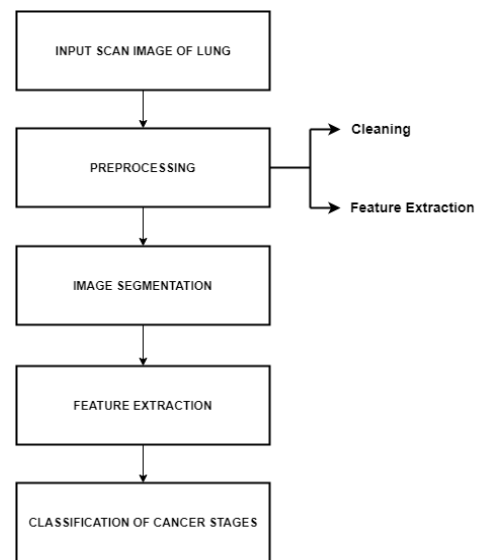 INPUT SCAN IMAGE OF LUNG
PREPROCESSING
Cleaning
Feature Extraction
IMAGE SEGMENTATION
FEATURE EXTRACTION
CLASSIFICATION OF CANCER STAGES